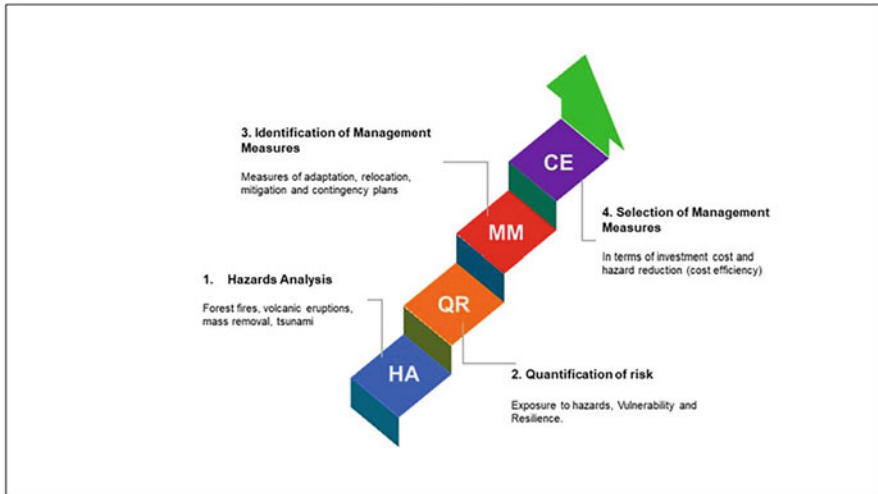 3. Identification of Management
Measures
Measures of adaptation, relocation,
mitigation and contingency plans
CE
MM
4. Selection of Management
Measures
In terms of investment cost and
hazard reduction (cost efficiency)
1. Hazards Analysis
Forest fires, volcanic eruptions,
mass removal, tsunami
QR
HA
2. Quantification of risk
Exposure to hazards, Vulnerability and
Resilience.